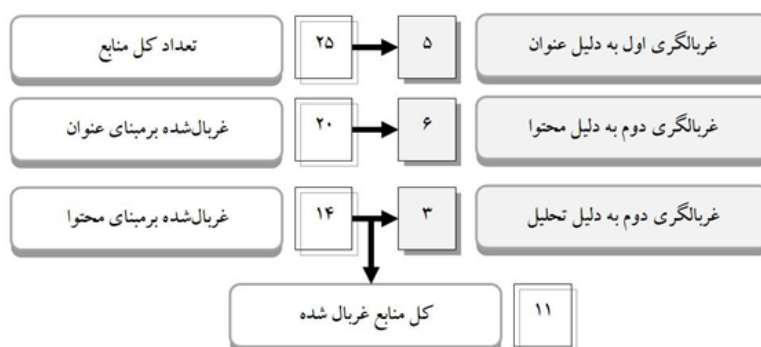 تعداد کل منابع ۲۵ ۵ غربالگری اول به دلیل عنوان
غربال‌شده برمبنای عنوان ۲۰ ۶ غربالگری دوم به دلیل محتوا
غربال‌شده برمبنای محتوا ۱۴ ۳ غربالگری دوم به دلیل تحلیل
کل منابع غربال شده ۱۱